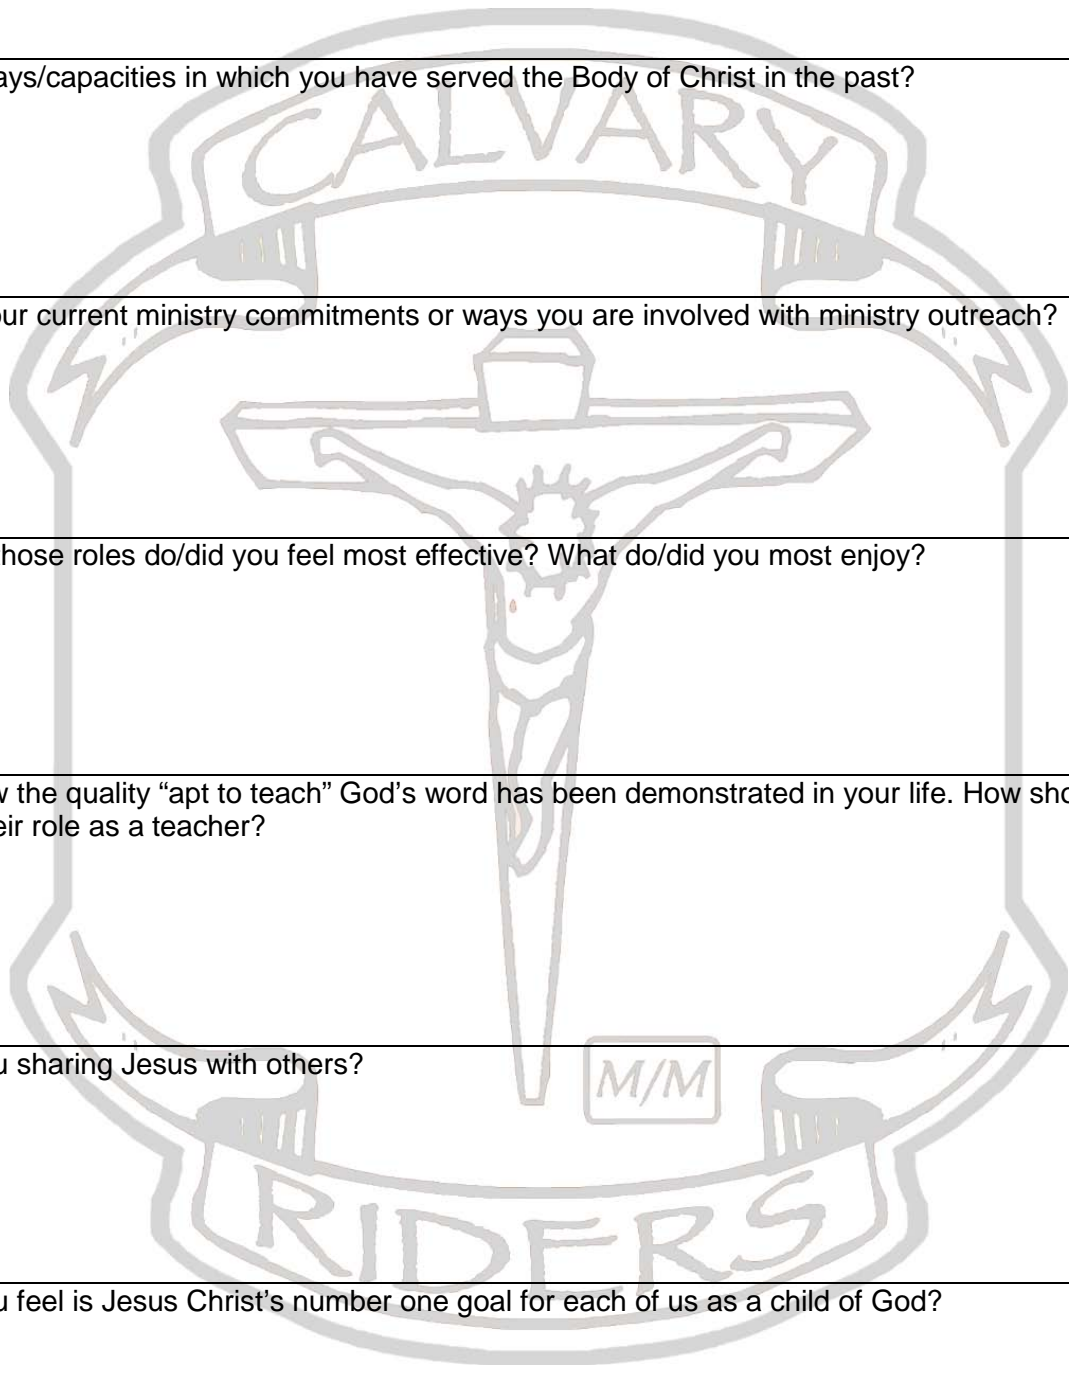 ays/capacities in which you have served the Body of Christ in the past?
CALVARY
our current ministry commitments or ways you are involved with ministry outreach?
hose roles do/did you feel most effective? What do/did you most enjoy?
w the quality “apt to teach” God’s word has been demonstrated in your life. How sho
eir role as a teacher?
u sharing Jesus with others?
M/M
RIDERS
u feel is Jesus Christ’s number one goal for each of us as a child of God?